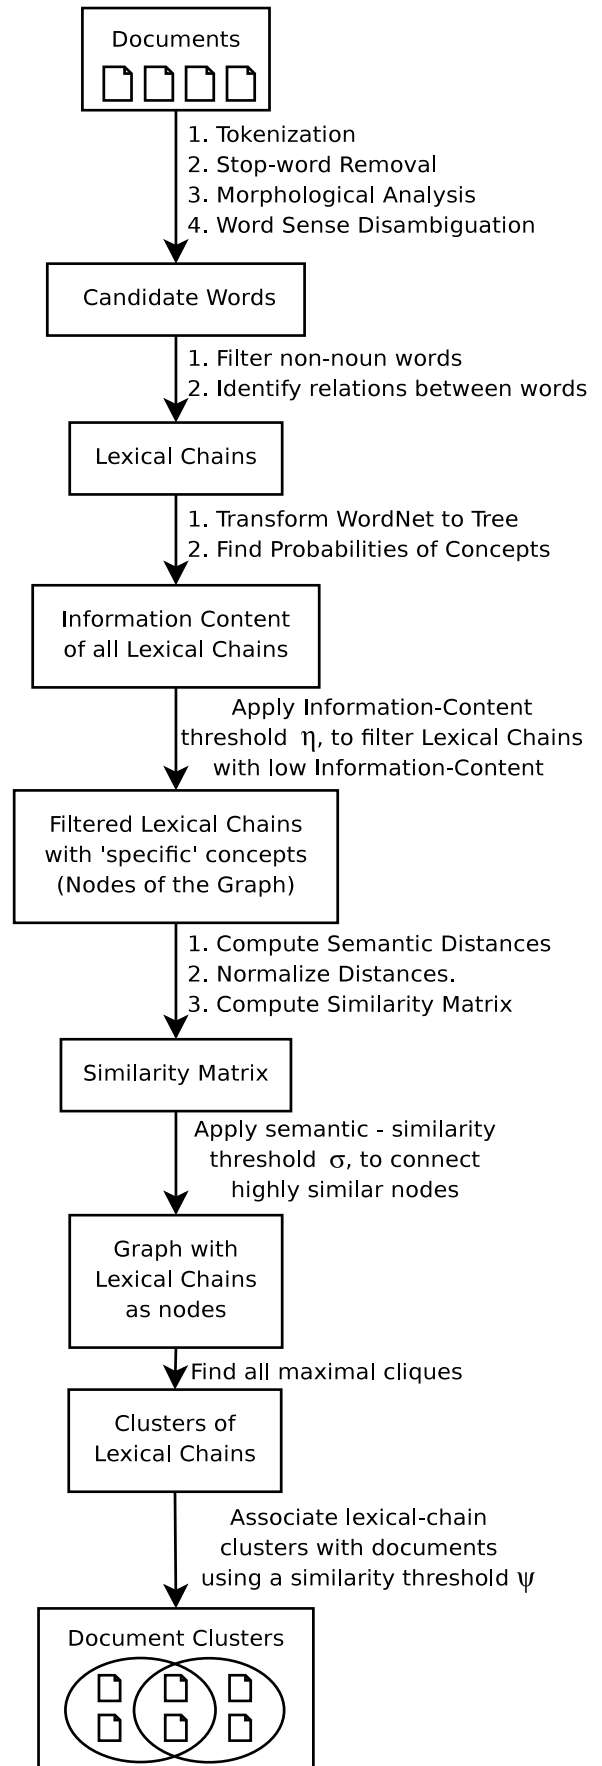 Documents
1. Tokenization
2. Stop-word Removal
3. Morphological Analysis
4. Word Sense Disambiguation
Candidate Words
1. Filter non-noun words
2. Identify relations between words
Lexical Chains
1. Transform WordNet to Tree
2. Find Probabilities of Concepts
Information Content
of all Lexical Chains
Apply Information-Content
threshold η, to filter Lexical Chains
with low Information-Content
Filtered Lexical Chains
with 'specific' concepts
(Nodes of the Graph)
1. Compute Semantic Distances
2. Normalize Distances.
3. Compute Similarity Matrix
Similarity Matrix
Apply semantic - similarity
threshold σ, to connect
highly similar nodes
Graph with
Lexical Chains
as nodes
Find all maximal cliques
Clusters of
Lexical Chains
Associate lexical-chain
clusters with documents
using a similarity threshold ψ
Document Clusters